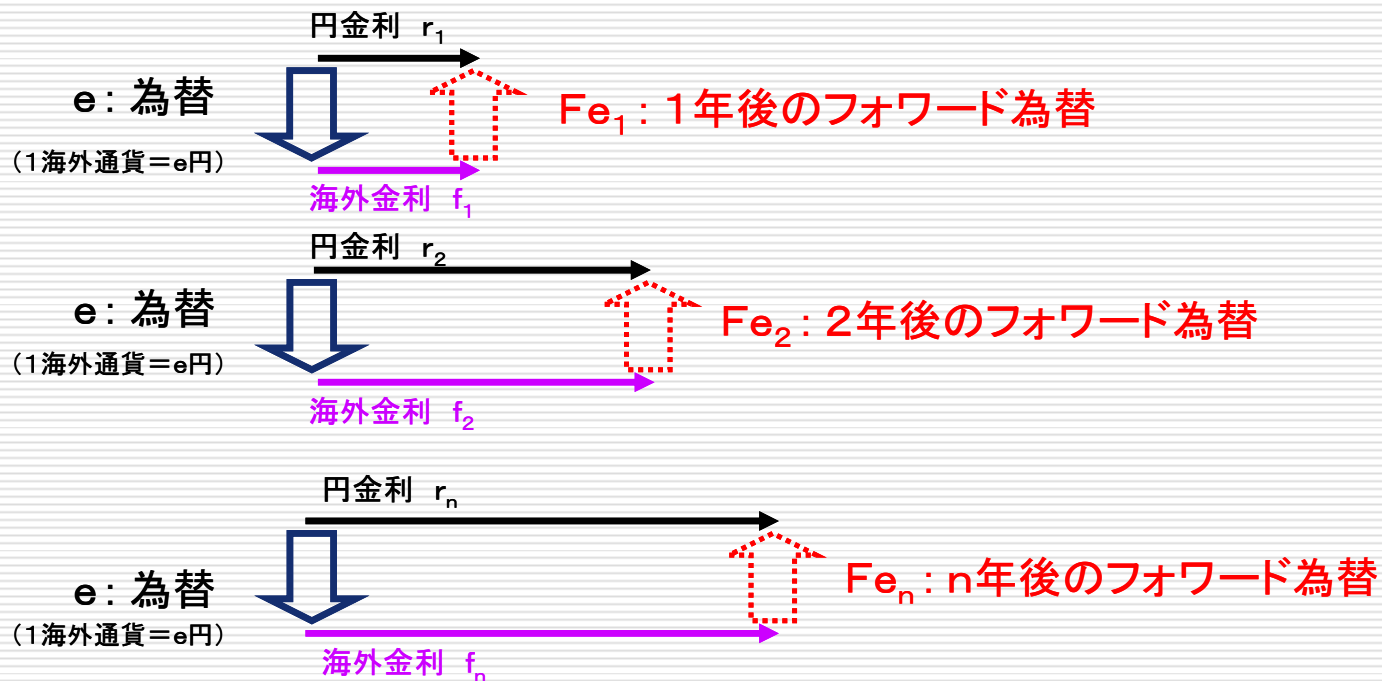 円金利 r₁
e：為替
Fe₁：1年後のフォワード為替
（1海外通貨＝e円）
海外金利 f₁
円金利 r₂
e：為替
Fe₂：2年後のフォワード為替
（1海外通貨＝e円）
海外金利 f₂
円金利 rₙ
e：為替
Feₙ：n年後のフォワード為替
（1海外通貨＝e円）
海外金利 fₙ